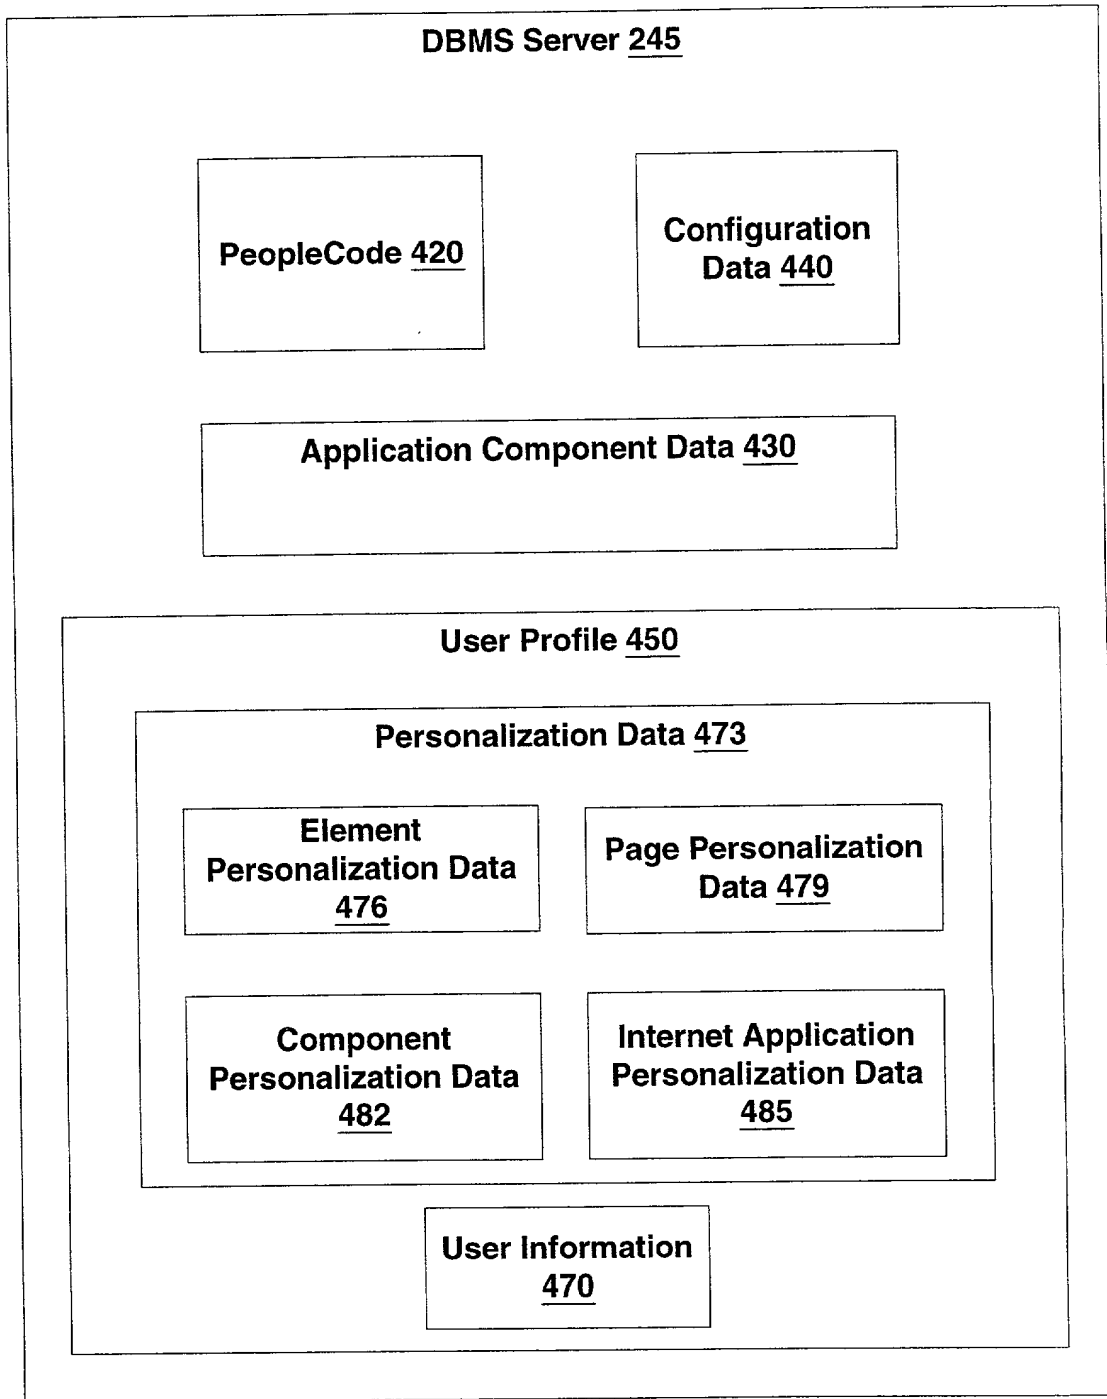 DBMS Server 245
PeopleCode 420
Configuration
Data 440
Application Component Data 430
User Profile 450
Personalization Data 473
Element
Personalization Data
476
Page Personalization
Data 479
Component
Personalization Data
482
Internet Application
Personalization Data
485
User Information
470